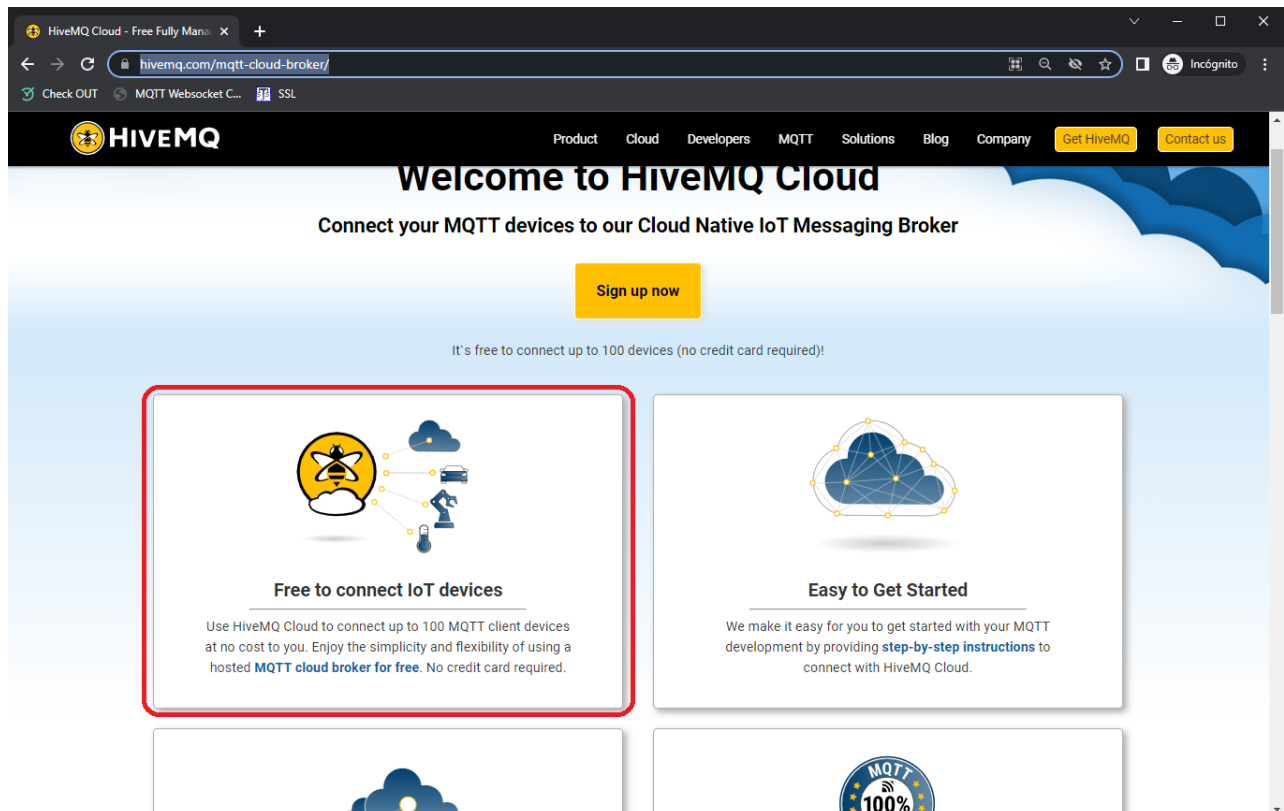 HiveMQ Cloud - Free Fully Mana
hivemq.com/mqtt-cloud-broker/
Incógnito
Check OUT MQTT Websocket C... SSL
HIVEMQ Product Cloud Developers MQTT Solutions Blog Company Get HiveMQ Contact us
Welcome to HiveMQ Cloud
Connect your MQTT devices to our Cloud Native IoT Messaging Broker
Sign up now
It`s free to connect up to 100 devices (no credit card required)!
Free to connect IoT devices
Use HiveMQ Cloud to connect up to 100 MQTT client devices
at no cost to you. Enjoy the simplicity and flexibility of using a
hosted MQTT cloud broker for free. No credit card required.
Easy to Get Started
We make it easy for you to get started with your MQTT
development by providing step-by-step instructions to
connect with HiveMQ Cloud.
MQTT
100%